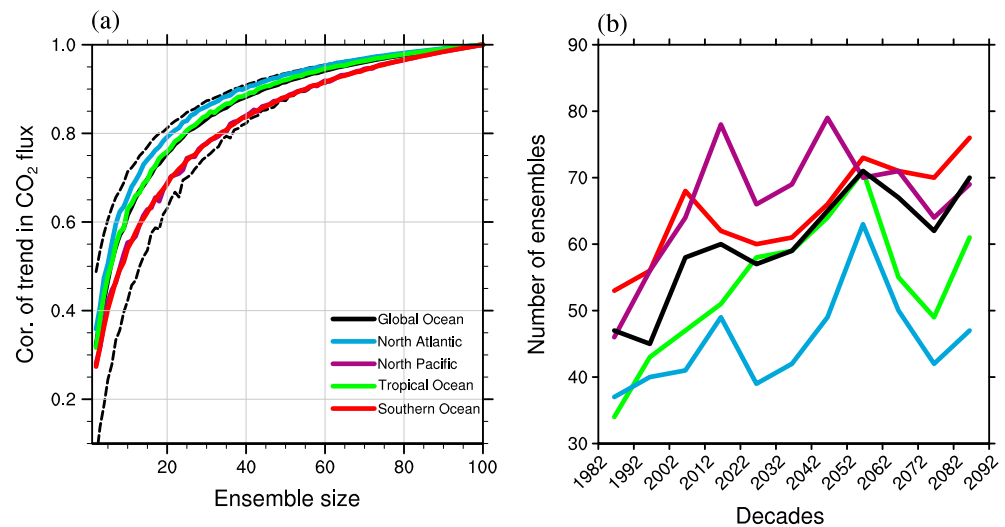 (a)
Cor. of trend in CO₂ flux
1.0
0.8
0.6
0.4
0.2
20
40
60
80
100
Ensemble size
Global Ocean
North Atlantic
North Pacific
Tropical Ocean
Southern Ocean
(b)
Number of ensembles
90
80
70
60
50
40
30
1982
1992
2002
2012
2022
2032
2042
2052
2062
2072
2082
2092
Decades